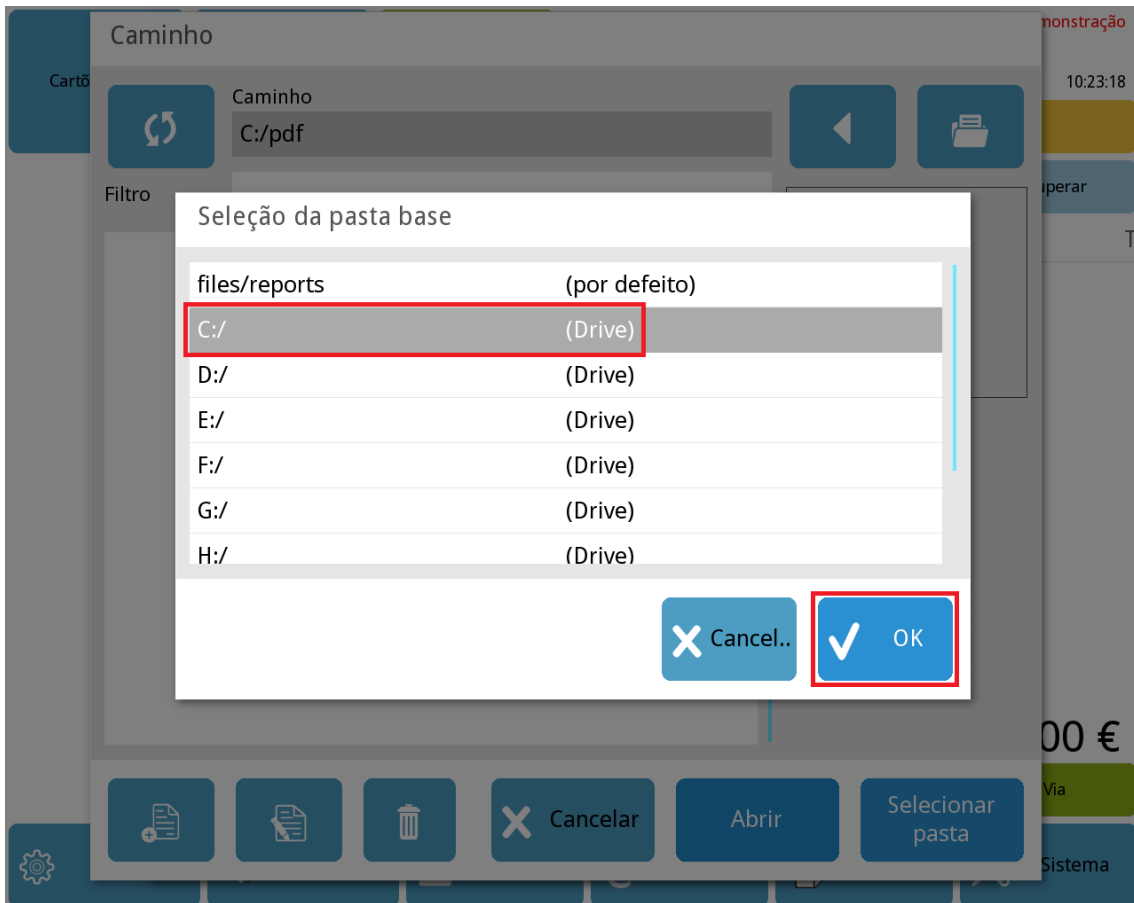 Caminho
monstração
Cartõ
Caminho
10:23:18
C:/pdf
Filtro
uperar
Seleção da pasta base
T
files/reports (por defeito)
C:/ (Drive)
D:/ (Drive)
E:/ (Drive)
F:/ (Drive)
G:/ (Drive)
H:/ (Drive)
Cancel.. OK
00 €
Via
Cancelar
Abrir
Selecionar
pasta
Sistema